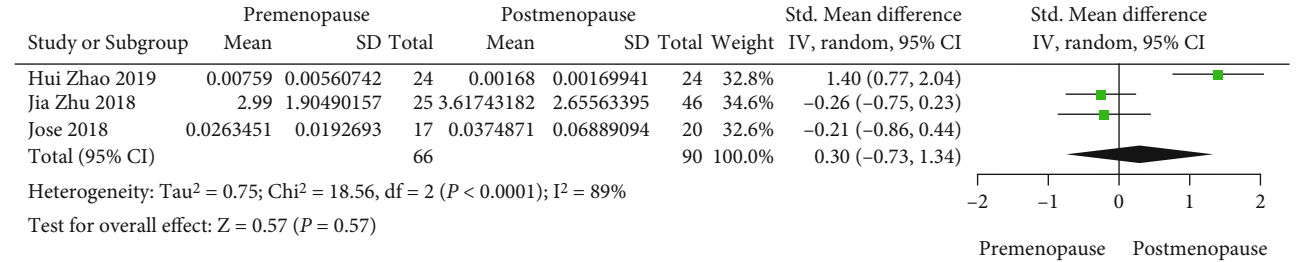 Premenopause Postmenopause Std. Mean difference Std. Mean difference
Study or Subgroup Mean SD Total Mean SD Total Weight IV, random, 95% CI IV, random, 95% CI
Hui Zhao 2019 0.00759 0.00560742 24 0.00168 0.00169941 24 32.8% 1.40 (0.77, 2.04)
Jia Zhu 2018 2.99 1.90490157 25 3.61743182 2.65563395 46 34.6% –0.26 (–0.75, 0.23)
Jose 2018 0.0263451 0.0192693 17 0.0374871 0.06889094 20 32.6% –0.21 (–0.86, 0.44)
Total (95% CI) 66 90 100.0% 0.30 (–0.73, 1.34)
Heterogeneity: Tau² = 0.75; Chi² = 18.56, df = 2 (P < 0.0001); I² = 89%
Test for overall effect: Z = 0.57 (P = 0.57)
–2 –1 0 1 2
Premenopause Postmenopause